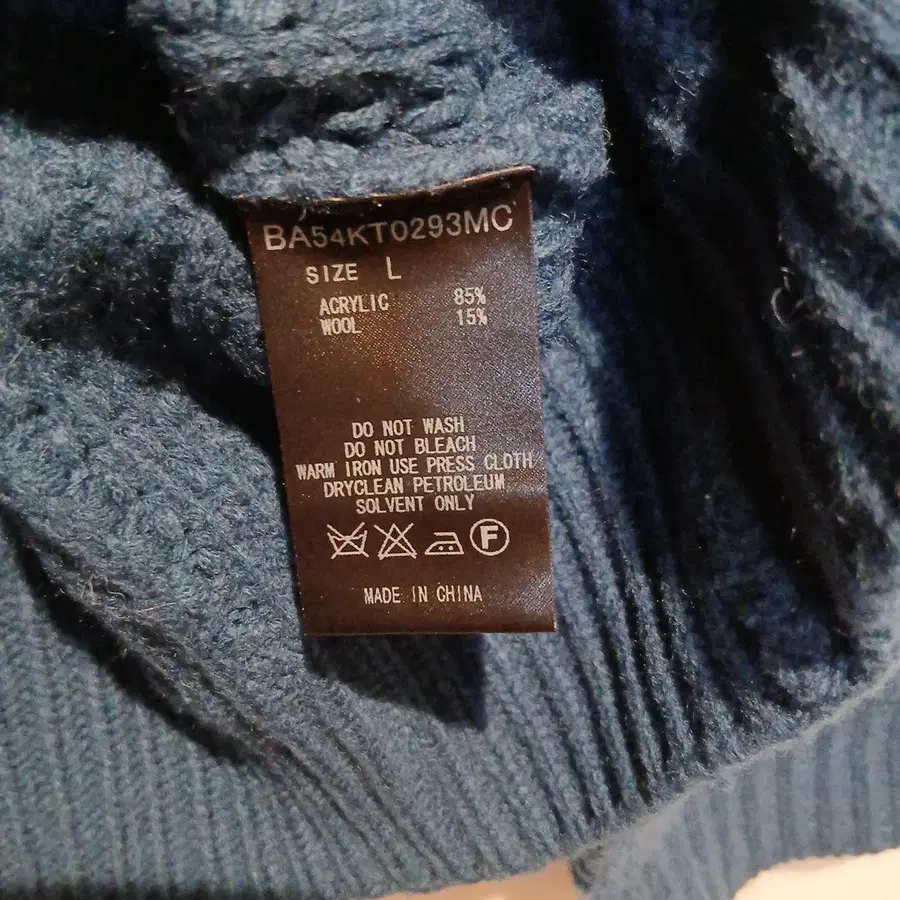 BA54KT0293MC
SIZE L
ACRYLIC 85%
WOOL 15%
DO NOT WASH
DO NOT BLEACH
WARM IRON USE PRESS CLOTH
DRYCLEAN PETROLEUM
SOLVENT ONLY
F
MADE IN CHINA